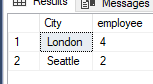 Results Messages
City employee
1 London 4
2 Seattle 2